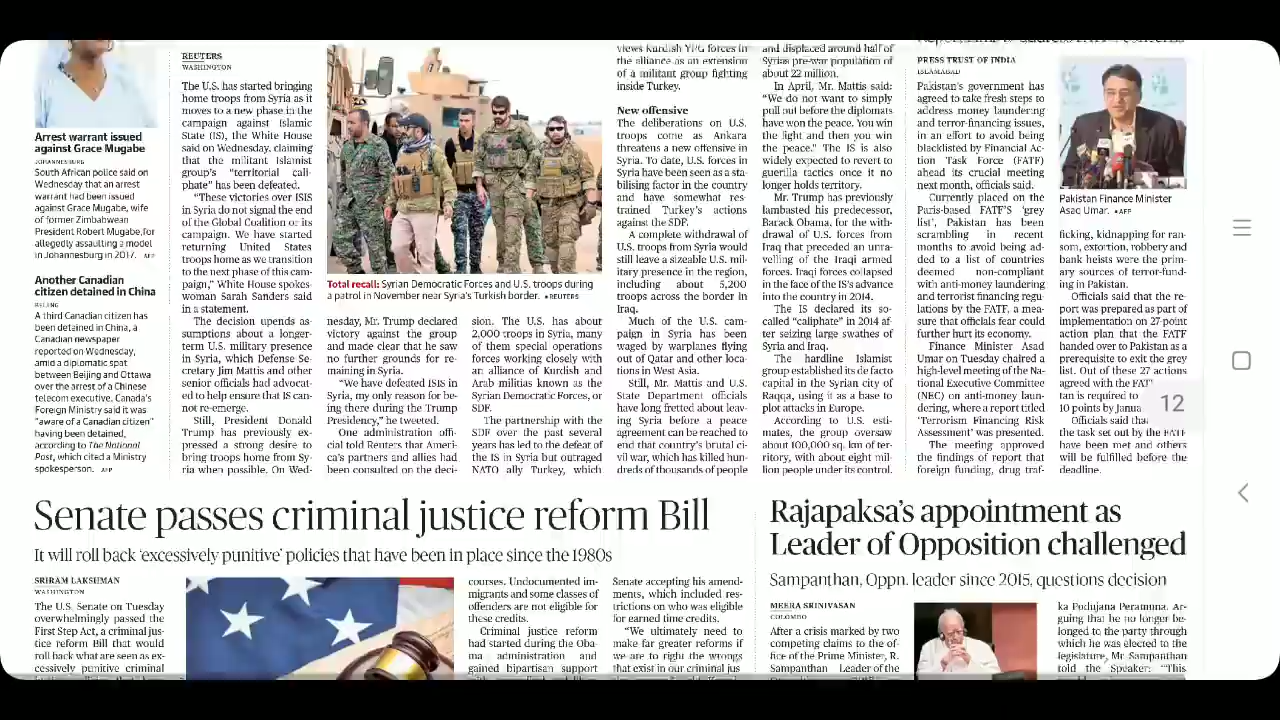 Arrest warrant issued
against Grace Mugabe
JOHANNESBURG
South African police said on
Wednesday that an arrest
warrant had been issued
against Grace Mugabe, wife
of former Zimbabwean
President Robert Mugabe,for
allegedly assaulting a model
in Johannesburg in 2017. AFP
Another Canadian
citizen detained in China
BEIJING
A third Canadian citizen has
been detained in China, a
Canadian newspaper
reported on Wednesday,
amid a diplomatic spat
between Beijing and Ottawa
over the arrest of a Chinese
telecom executive. Canada's
Foreign Ministry said it was
"aware of a Canadian citizen"
having been detained,
according to The National
Post, which cited a Ministry
spokesperson. AFP
REUTERS
WASHINGTON
The U.S. has started bringing
home troops from Syria as it
moves to a new phase in the
campaign against Islamic
State (IS), the White House
said on Wednesday, claiming
that the militant Islamist
group's "territorial cali-
phate" has been defeated.
"These victories over ISIS
in Syria do not signal the end
of the Global Coalition or its
campaign. We have started
returning United States
troops home as we transition
to the next phase of this cam-
paign," White House spokes-
woman Sarah Sanders said
in a statement.
The decision upends as-
sumptions about a longer-
term U.S. military presence
in Syria, which Defense Se-
cretary Jim Mattis and other
senior officials had advocat-
ed to help ensure that IS can-
not re-emerge.
Still, President Donald
Trump has previously ex-
pressed a strong desire to
bring troops home from Sy-
ria when possible. On Wed-
Total recall: Syrian Democratic Forces and U.S. troops during
a patrol in November near Syria's Turkish border. REUTERS
nesday, Mr. Trump declared
victory against the group
and made clear that he saw
no further grounds for re-
maining in Syria.
"We have defeated ISIS in
Syria, my only reason for be-
ing there during the Trump
Presidency," he tweeted.
One administration offi-
cial told Reuters that Ameri-
ca's partners and allies had
been consulted on the deci-
sion. The U.S. has about
2,000 troops in Syria, many
of them special operations
forces working closely with
an alliance of Kurdish and
Arab militias known as the
Syrian Democratic Forces, or
SDF.
The partnership with the
SDF over the past several
years has led to the defeat of
the IS in Syria but outraged
NATO ally Turkey, which
views Kurdish YPG forces in
the alliance as an extension
of a militant group fighting
inside Turkey.
New offensive
The deliberations on U.S.
troops come as Ankara
threatens a new offensive in
Syria. To date, U.S. forces in
Syria have been seen as a sta-
bilising factor in the country
and have somewhat res-
trained Turkey's actions
against the SDF.
A complete withdrawal of
U.S. troops from Syria would
still leave a sizeable U.S. mil-
itary presence in the region,
including about 5,200
troops across the border in
Iraq.
Much of the U.S. cam-
paign in Syria has been
waged by warplanes flying
out of Qatar and other loca-
tions in West Asia.
Still, Mr. Mattis and U.S.
State Department officials
have long fretted about leav-
ing Syria before a peace
agreement can be reached to
end that country's brutal ci-
vil war, which has killed hun-
dreds of thousands of people
and displaced around half of
Syrias pre-war population of
about 22 million.
In April, Mr. Mattis said:
"We do not want to simply
pull out before the diplomats
have won the peace. You win
the fight and then you win
the peace." The IS is also
widely expected to revert to
guerilla tactics once it no
longer holds territory.
Mr. Trump has previously
lambasted his predecessor,
Barack Obama, for the with-
drawal of U.S. forces from
Iraq that preceded an unra-
velling of the Iraqi armed
forces. Iraqi forces collapsed
in the face of the IS's advance
into the country in 2014.
The IS declared its so-
called "caliphate" in 2014 af-
ter seizing large swathes of
Syria and Iraq.
The hardline Islamist
group established its de facto
capital in the Syrian city of
Raqqa, using it as a base to
plot attacks in Europe.
According to U.S. esti-
mates, the group oversaw
about 100,000 sq. km of ter-
ritory, with about eight mil-
lion people under its control.
PRESS TRUST OF INDIA
ISLAMABAD
Pakistan's government has
agreed to take fresh steps to
address money laundering
and terror-financing issues,
in an effort to avoid being
blacklisted by Financial Ac-
tion Task Force (FATF)
ahead its crucial meeting
next month, officials said.
Currently placed on the
Paris-based FATF'S 'grey
list', Pakistan has been
scrambling in recent
months to avoid being ad-
ded to a list of countries
deemed non-compliant
with anti-money laundering
and terrorist financing regu-
lations by the FATF, a mea-
sure that officials fear could
further hurt its economy.
Finance Minister Asad
Umar on Tuesday chaired a
high-level meeting of the Na-
tional Executive Committee
(NEC) on anti-money laun-
dering, where a report titled
'Terrorism Financing Risk
Assessment' was presented.
The meeting approved
the findings of report that
foreign funding, drug traf-
Pakistan Finance Minister
Asad Umar. AFP
ficking, kidnapping for ran-
som, extortion, robbery and
bank heists were the prim-
ary sources of terror-fund-
ing in Pakistan.
Officials said that the re-
port was prepared as part of
implementation on 27-point
action plan that the FATF
handed over to Pakistan as a
prerequisite to exit the grey
list. Out of these 27 actions
agreed with the FAT
tan is required to
10 points by Janua
Officials said tha
the task set out by the FATF
have been met and others
will be fulfilled before the
deadline.
12
Senate passes criminal justice reform Bill
It will roll back 'excessively punitive' policies that have been in place since the 1980s
SRIRAM LAKSHMAN
WASHINGTON
The U.S. Senate on Tuesday
overwhelmingly passed the
First Step Act, a criminal jus-
tice reform Bill that would
roll back what some see as ex-
cessively punitive criminal
courses. Undocumented im-
migrants and some classes of
offenders are not eligible for
these credits.
Criminal justice reform
had started during the Oba-
ma administration and
gained bipartisan support
Senate accepting his amend-
ments, which included rest-
rictions on who was eligible
for earned time credits.
"We ultimately need to
make far greater reforms if
we are to right the wrongs
that exist in our criminal jus-
Rajapaksa's appointment as
Leader of Opposition challenged
Sampanthan, Oppn. leader since 2015, questions decision
MEERA SRINIVASAN
COLOMBO
After a crisis marked by two
competing claims to the of-
fice of the Prime Minister, R.
Sampanthan Leader of the
ka Podujana Peramuna. Ar-
guing that he no longer be-
longed to the party through
which he was elected to the
legislature, Mr. Sampanthan
told the Speaker: "This